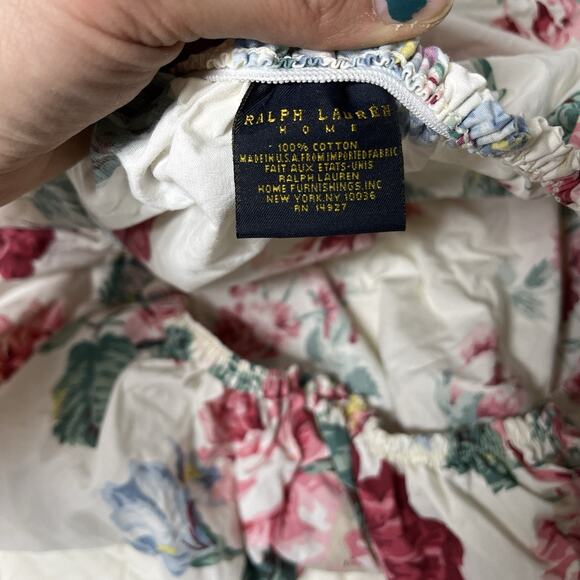 RALPH LAUREN
HOME
100% COTTON
MADE IN U.S.A. FROM IMPORTED FABRIC
FAIT AUX ETATS-UNIS
RALPH LAUREN
HOME FURNISHINGS, INC
NEW YORK, NY 10036
RN 14927